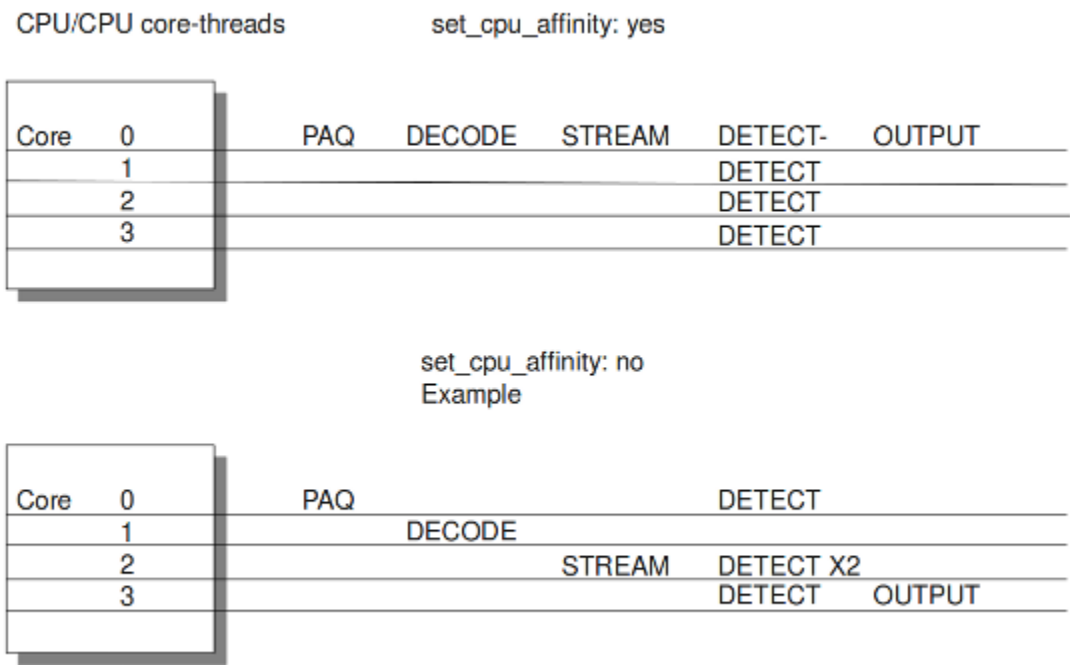 CPU/CPU core-threads set_cpu_affinity: yes
Core 0 PAQ DECODE STREAM DETECT- OUTPUT
1 DETECT
2 DETECT
3 DETECT
set_cpu_affinity: no
Example
Core 0 PAQ DETECT
1 DECODE
2 STREAM DETECT X2
3 DETECT OUTPUT